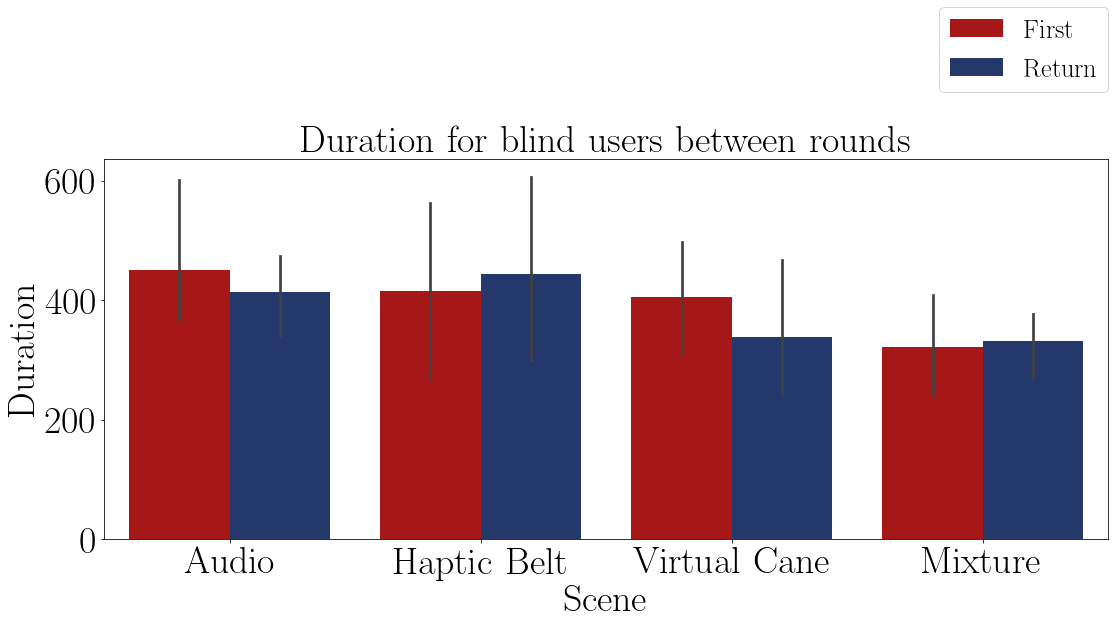 First
Return
Duration for blind users between rounds
600
400
200
0
Duration
Audio
Haptic Belt
Virtual Cane
Mixture
Scene